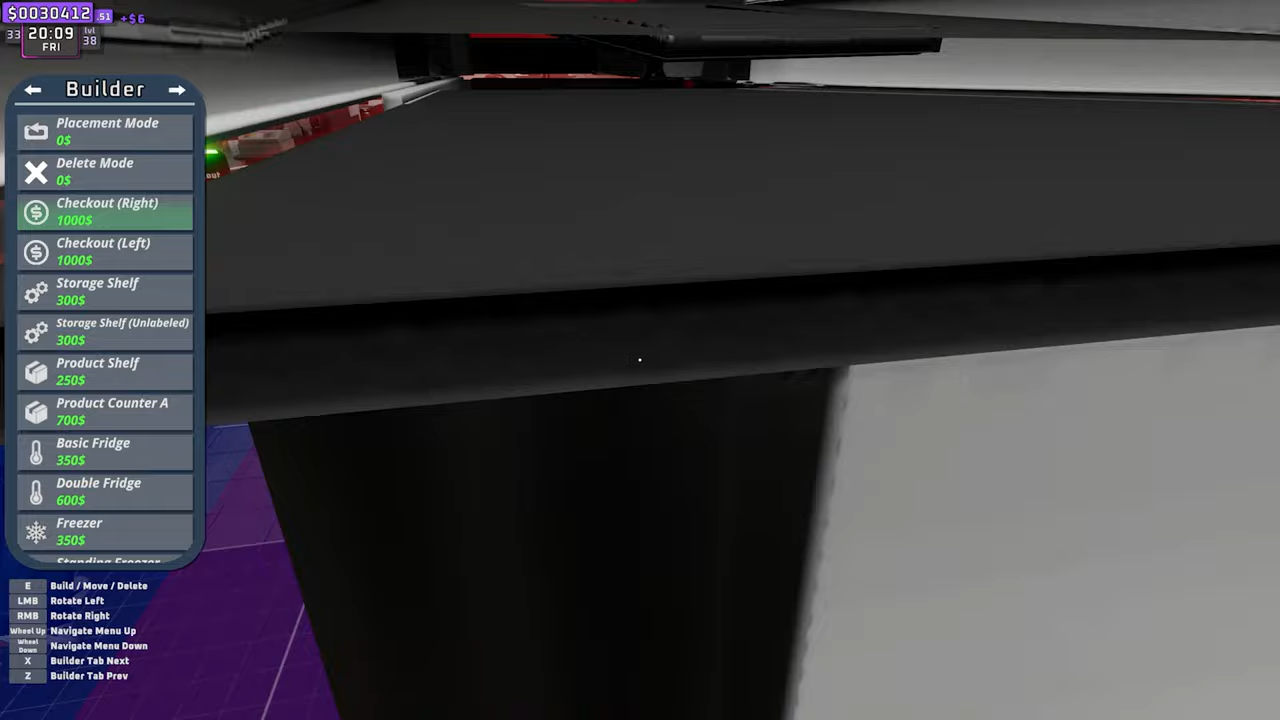 $0030412.51 +$6
33 20:09 lvl 38
FRI
Builder
Placement Mode
0$
Delete Mode
0$
Checkout (Right)
1000$
Checkout (Left)
1000$
Storage Shelf
300$
Storage Shelf (Unlabeled)
300$
Product Shelf
250$
Product Counter A
700$
Basic Fridge
350$
Double Fridge
600$
Freezer
350$
Standing Freezer
E Build / Move / Delete
LMB Rotate Left
RMB Rotate Right
Wheel Up Navigate Menu Up
Wheel Down Navigate Menu Down
X Builder Tab Next
Z Builder Tab Prev